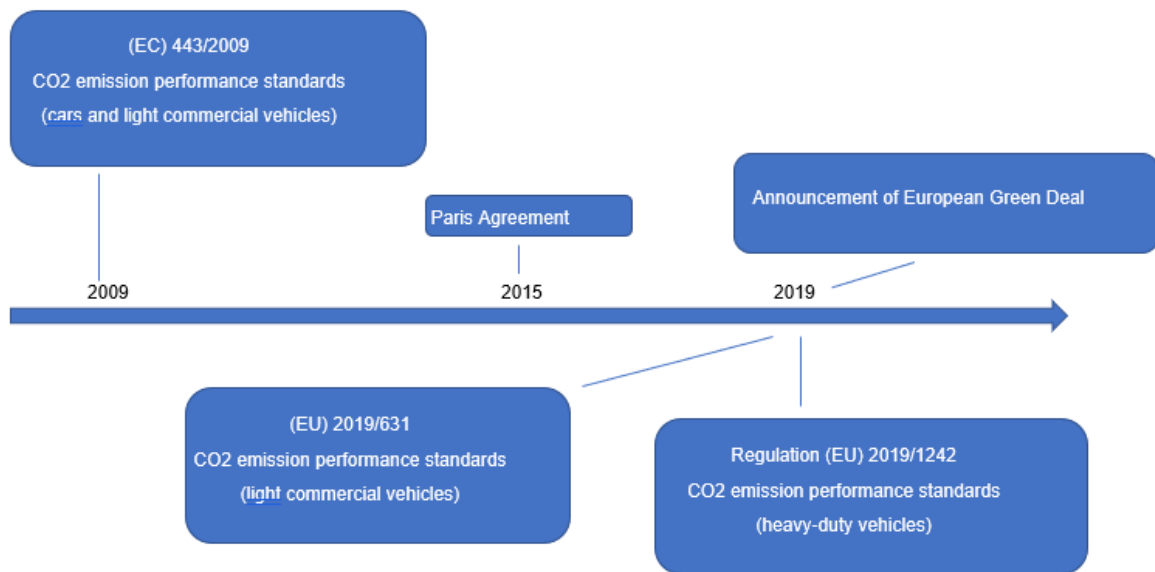 (EC) 443/2009
CO2 emission performance standards
(cars and light commercial vehicles)
Announcement of European Green Deal
Paris Agreement
2009
2015
2019
(EU) 2019/631
CO2 emission performance standards
(light commercial vehicles)
Regulation (EU) 2019/1242
CO2 emission performance standards
(heavy-duty vehicles)